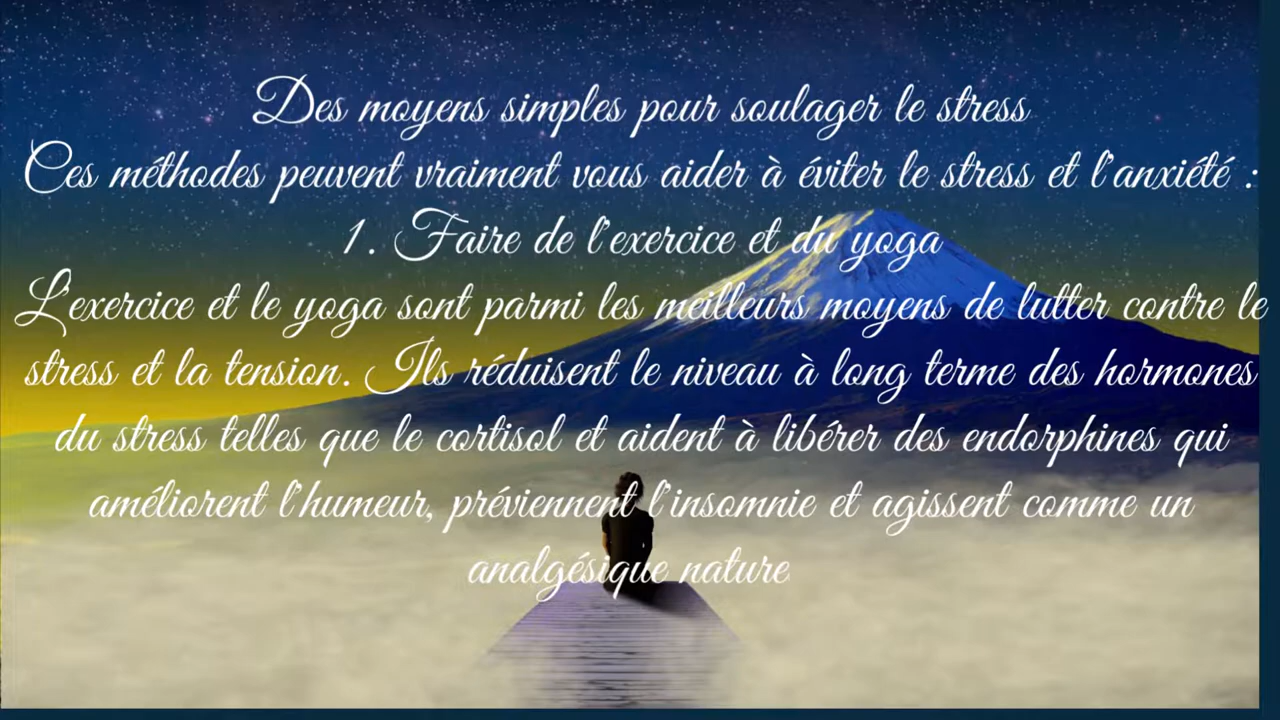 Des moyens simples pour soulager le stress
Ces méthodes peuvent vraiment vous aider à éviter le stress et l'anxiété :
1. Faire de l'exercice et du yoga
L'exercice et le yoga sont parmi les meilleurs moyens de lutter contre le
stress et la tension. Ils réduisent le niveau à long terme des hormones
du stress telles que le cortisol et aident à libérer des endorphines qui
améliorent l'humeur, préviennent l'insomnie et agissent comme un
analgésique nature